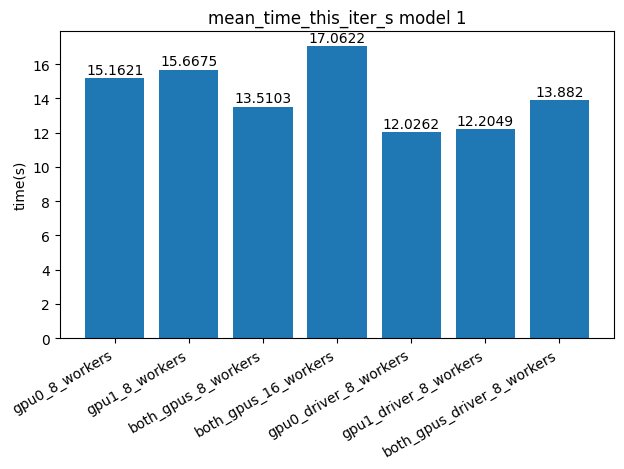 mean_time_this_iter_s model 1
17.0622
16
15.1621
15.6675
14
13.5103
13.882
12
12.0262
12.2049
10
8
6
4
2
0
time(s)
gpu0_8_workers
gpu1_8_workers
both_gpus_8_workers
both_gpus_16_workers
gpu0_driver_8_workers
gpu1_driver_8_workers
both_gpus_driver_8_workers